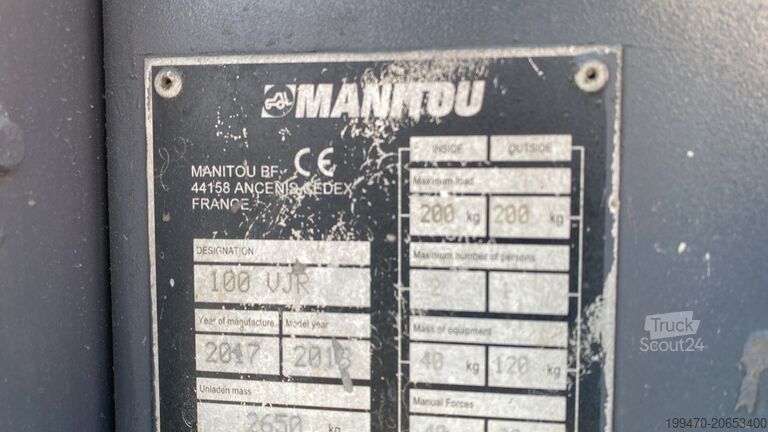 MANITOU
MANITOU BF
44158 ANCENIS CEDEX
FRANCE
CE
DESIGNATION
100 VJR
Year of manufacture Model year
2017
Unladen mass
2650 kg
INSIDE OUTSIDE
Maximum load
200 kg 200 kg
Maximum number of persons
2
Mass of equipment
40 kg 120 kg
Manual Forces
Truck
Scout24
199470-20653400